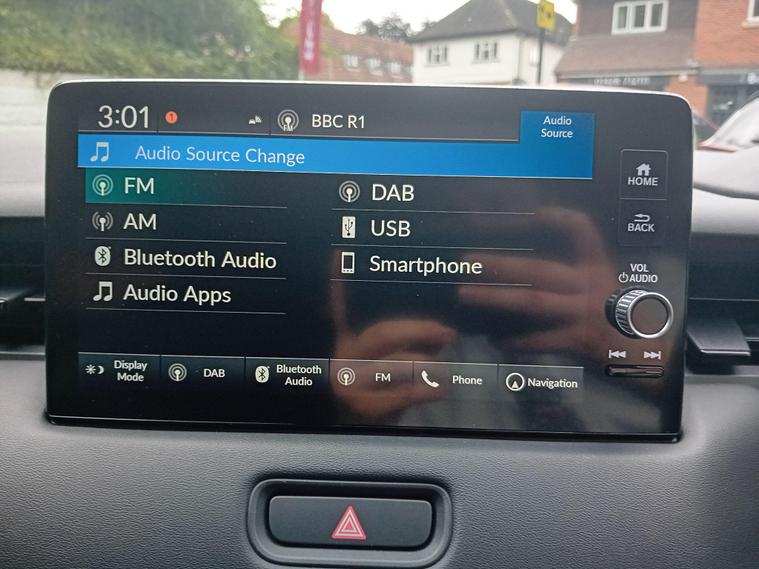 3:01
1
FM
BBC R1
Audio
Source
Audio Source Change
FM
DAB
AM
USB
Bluetooth Audio
Smartphone
Audio Apps
HOME
BACK
VOL
AUDIO
Display
Mode
DAB
Bluetooth
Audio
FM
Phone
Navigation